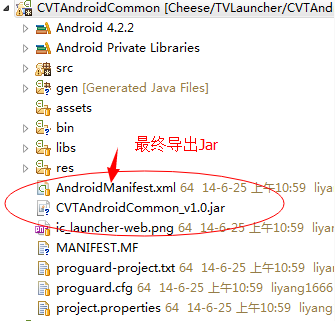 CVTAndroidCommon [Cheese/TVLauncher/CVTAnd
Android 4.2.2
Android Private Libraries
src
gen [Generated Java Files]
assets
bin
最终导出Jar
libs
res
AndroidManifest.xml 64 14-6-25 上午10:59 liyang
CVTAndroidCommon_v1.0.jar
ic_launcher-web.png 64 14-6-25 上午10:59 liya
MANIFEST.MF
proguard-project.txt 64 14-6-25 上午10:59 liy
proguard.cfg 64 14-6-25 上午10:59 liyang1666
project.properties 64 14-6-25 上午10:59 liyan